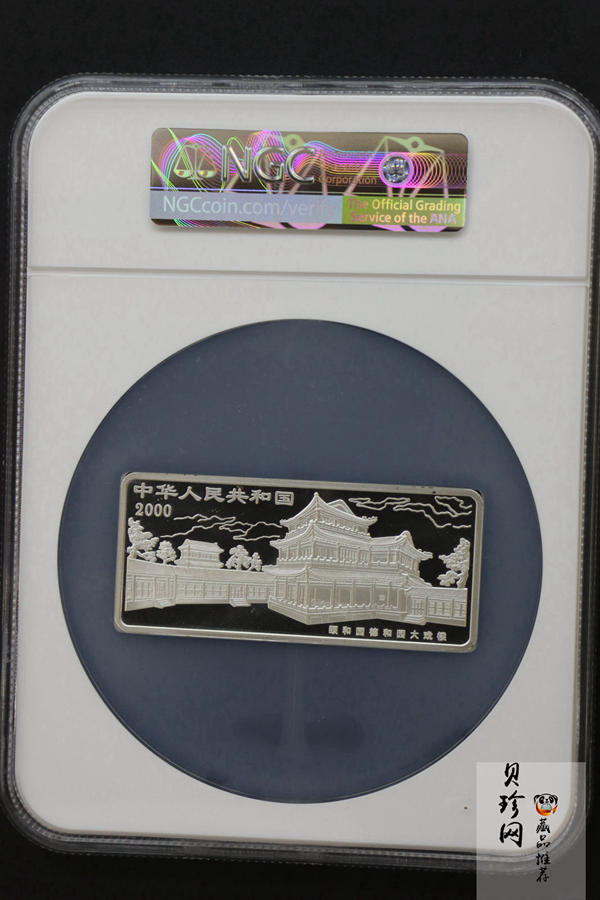 NGC
Corporation
NGCcoin.com/verify
The Official Grading
Service of the ANA
中华人民共和国
2000
颐和园德和园大戏楼
贝珍网
藏品推荐